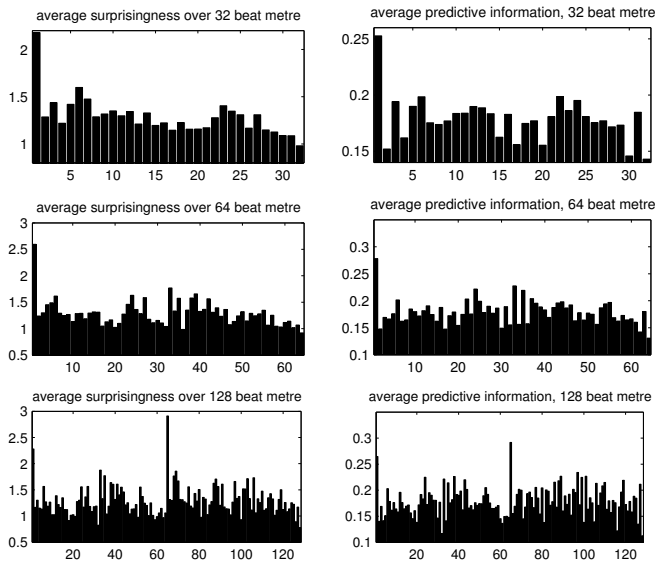 average surprisingness over 32 beat metre
2
1.5
1
5 10 15 20 25 30
average predictive information, 32 beat metre
0.25
0.2
0.15
5 10 15 20 25 30
average surprisingness over 64 beat metre
3
2.5
2
1.5
1
0.5
10 20 30 40 50 60
average predictive information, 64 beat metre
0.3
0.25
0.2
0.15
0.1
10 20 30 40 50 60
average surprisingness over 128 beat metre
3
2.5
2
1.5
1
0.5
20 40 60 80 100 120
average predictive information, 128 beat metre
0.3
0.25
0.2
0.15
0.1
20 40 60 80 100 120